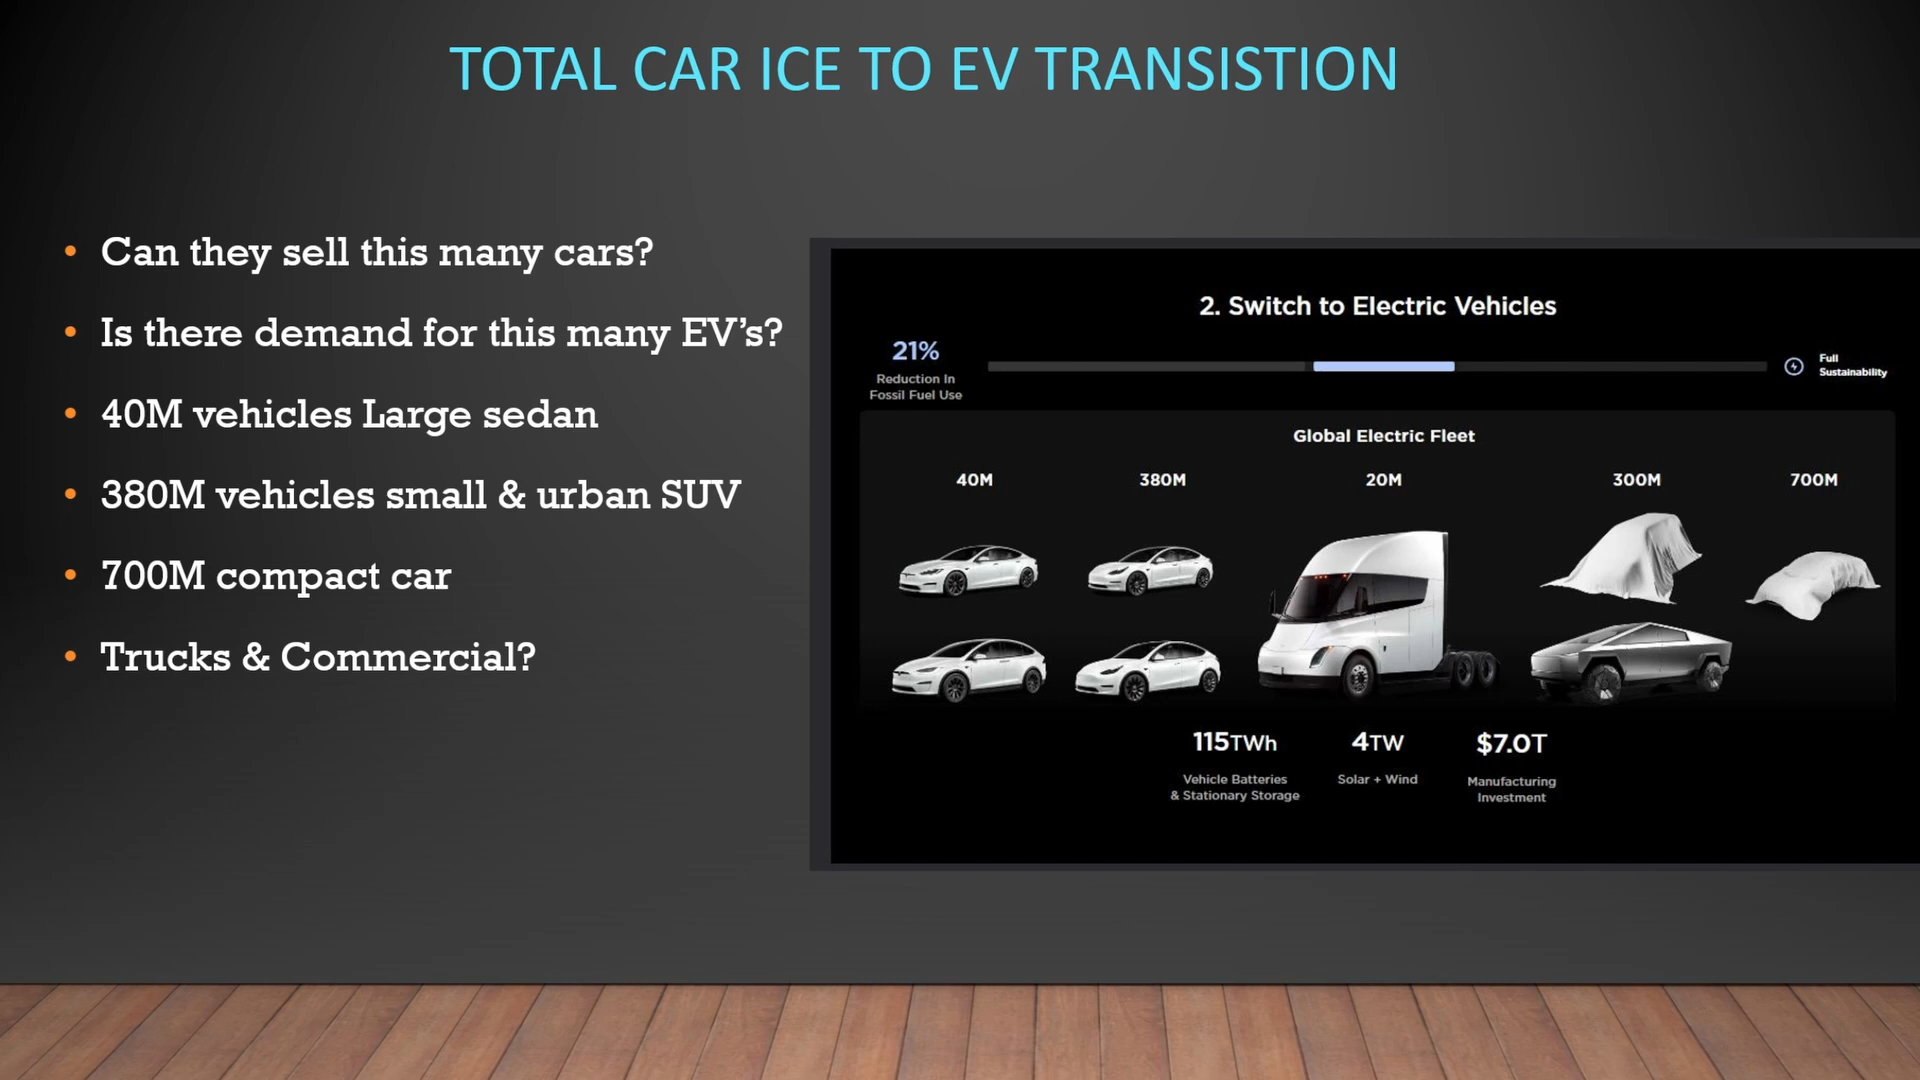 TOTAL CAR ICE TO EV TRANSISTION
• Can they sell this many cars?
• Is there demand for this many EV’s?
• 40M vehicles Large sedan
• 380M vehicles small & urban SUV
• 700M compact car
• Trucks & Commercial?
2. Switch to Electric Vehicles
21%
Reduction In
Fossil Fuel Use
Full
Sustainability
Global Electric Fleet
40M 380M 20M 300M 700M
115TWh 4TW $7.0T
Vehicle Batteries
& Stationary Storage
Solar + Wind
Manufacturing
Investment